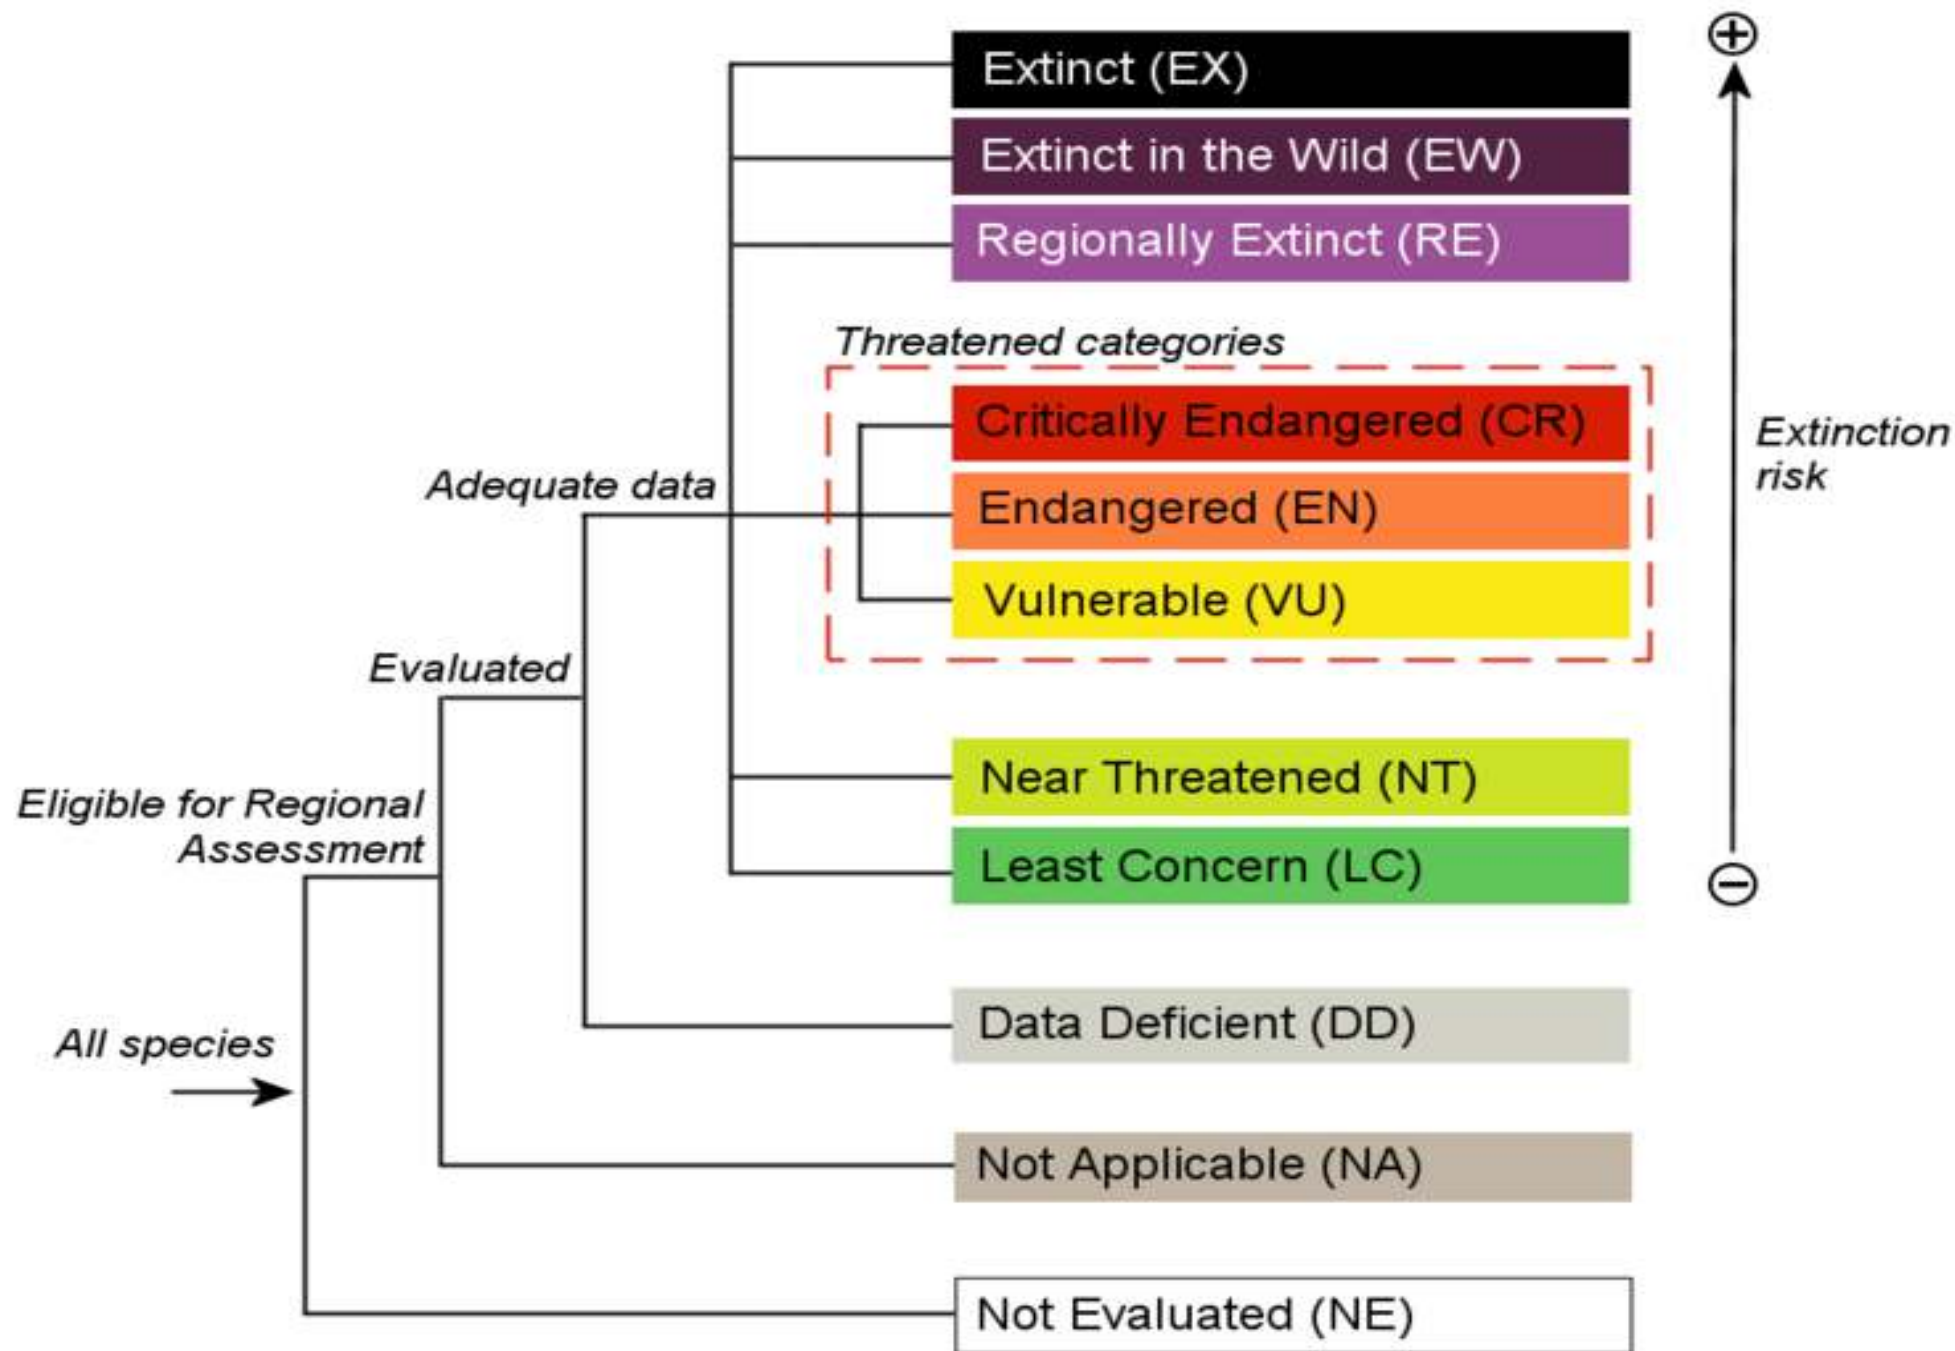 Extinct (EX)
Extinct in the Wild (EW)
Regionally Extinct (RE)
Threatened categories
Critically Endangered (CR)
Extinction
risk
Adequate data
Endangered (EN)
Vulnerable (VU)
Evaluated
Near Threatened (NT)
Eligible for Regional
Assessment
Least Concern (LC)
Data Deficient (DD)
All species
Not Applicable (NA)
Not Evaluated (NE)